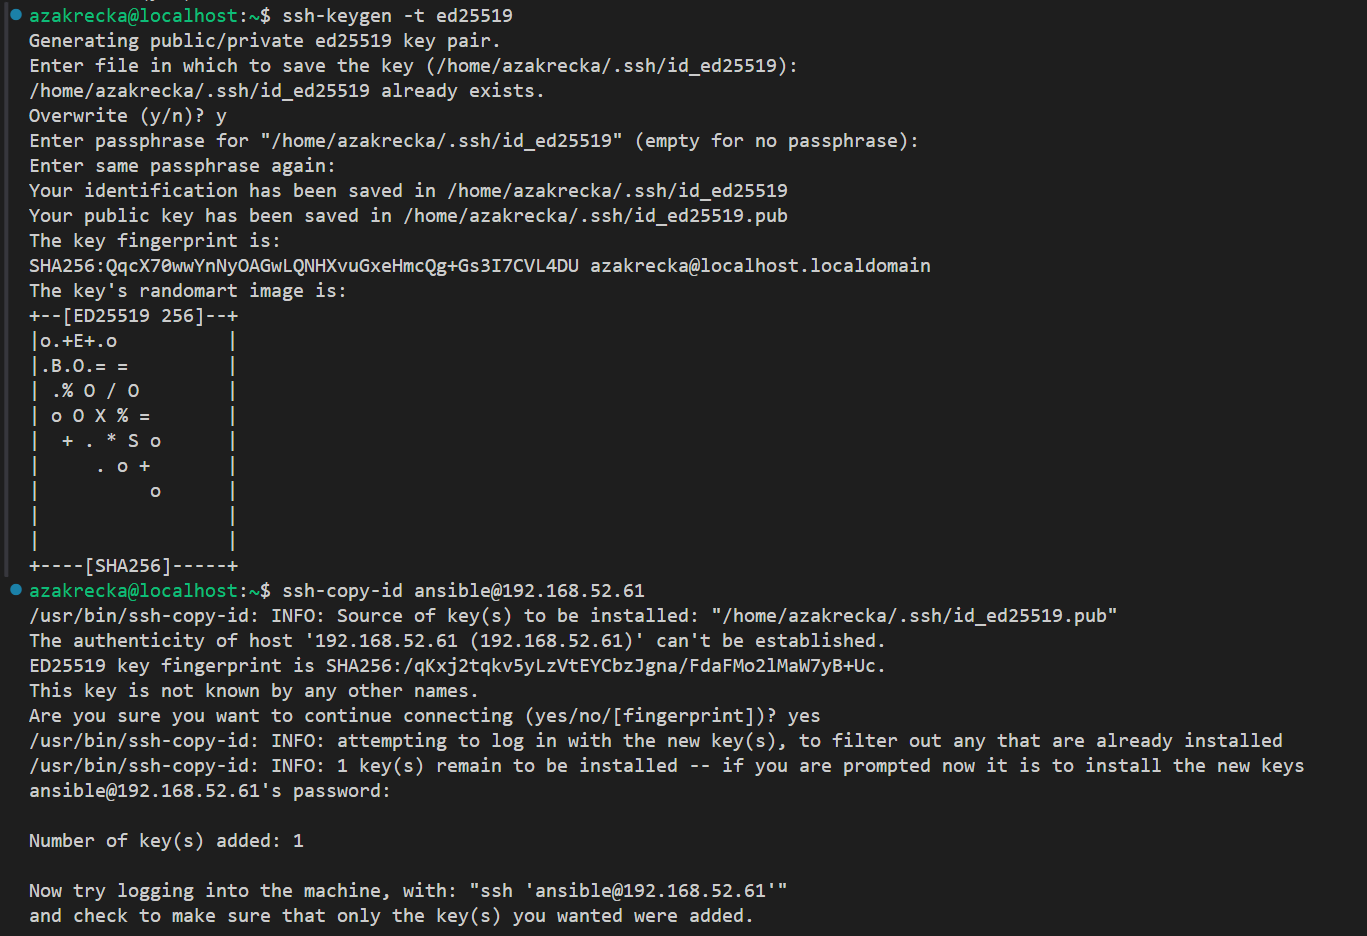 azakrecka@localhost:~$ ssh-keygen -t ed25519
Generating public/private ed25519 key pair.
Enter file in which to save the key (/home/azakrecka/.ssh/id_ed25519):
/home/azakrecka/.ssh/id_ed25519 already exists.
Overwrite (y/n)? y
Enter passphrase for "/home/azakrecka/.ssh/id_ed25519" (empty for no passphrase):
Enter same passphrase again:
Your identification has been saved in /home/azakrecka/.ssh/id_ed25519
Your public key has been saved in /home/azakrecka/.ssh/id_ed25519.pub
The key fingerprint is:
SHA256:QqcX70wwYnNyOAGwLQNHXvuGxeHmcQg+Gs3I7CVL4DU azakrecka@localhost.localdomain
The key's randomart image is:
+--[ED25519 256]--+
|o.+E+.o          |
|.B.O.= =         |
| .% O / O        |
| o O X % =       |
|  + . * S o      |
|     . o +       |
|          o      |
|                 |
|                 |
+----[SHA256]-----+
azakrecka@localhost:~$ ssh-copy-id ansible@192.168.52.61
/usr/bin/ssh-copy-id: INFO: Source of key(s) to be installed: "/home/azakrecka/.ssh/id_ed25519.pub"
The authenticity of host '192.168.52.61 (192.168.52.61)' can't be established.
ED25519 key fingerprint is SHA256:/qKxj2tqkv5yLzVtEYCbzJgna/FdaFMo2lMaW7yB+Uc.
This key is not known by any other names.
Are you sure you want to continue connecting (yes/no/[fingerprint])? yes
/usr/bin/ssh-copy-id: INFO: attempting to log in with the new key(s), to filter out any that are already installed
/usr/bin/ssh-copy-id: INFO: 1 key(s) remain to be installed -- if you are prompted now it is to install the new keys
ansible@192.168.52.61's password:

Number of key(s) added: 1

Now try logging into the machine, with: "ssh 'ansible@192.168.52.61'"
and check to make sure that only the key(s) you wanted were added.